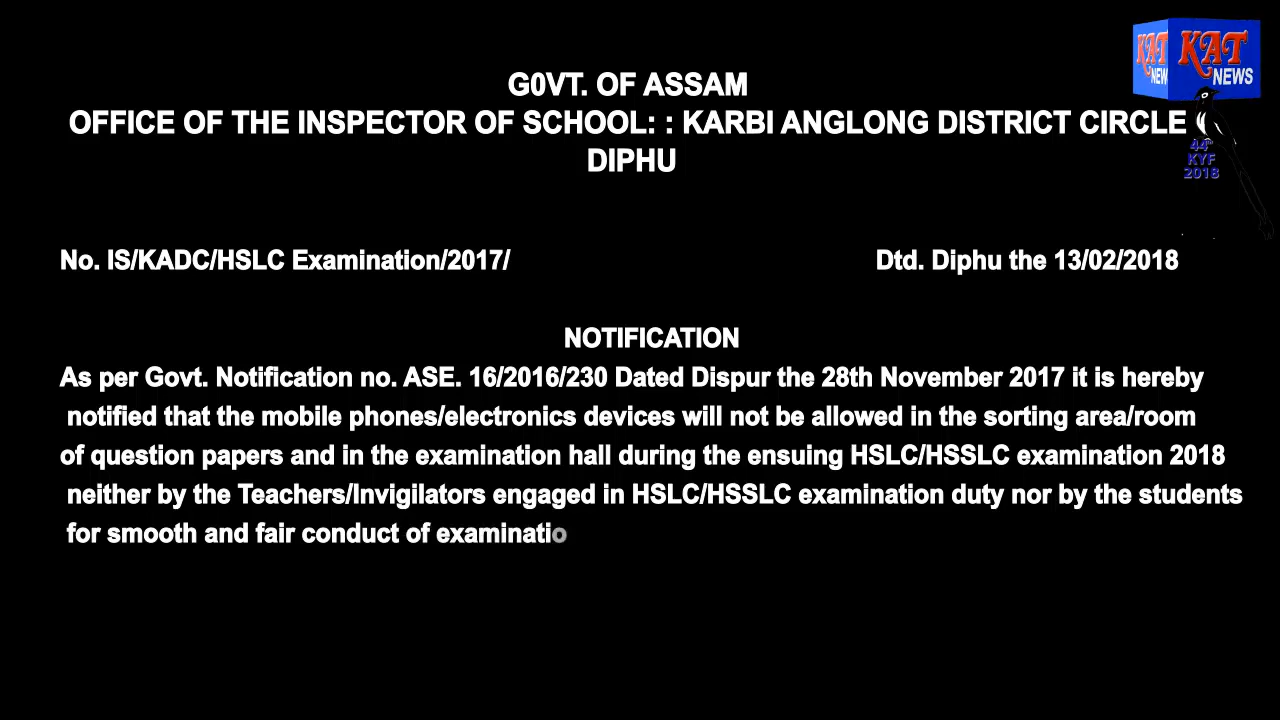 KAT NEWS
KAT NEWS
G0VT. OF ASSAM
OFFICE OF THE INSPECTOR OF SCHOOL: : KARBI ANGLONG DISTRICT CIRCLE
DIPHU
44th
KYF
2018
No. IS/KADC/HSLC Examination/2017/ Dtd. Diphu the 13/02/2018
NOTIFICATION
As per Govt. Notification no. ASE. 16/2016/230 Dated Dispur the 28th November 2017 it is hereby
notified that the mobile phones/electronics devices will not be allowed in the sorting area/room
of question papers and in the examination hall during the ensuing HSLC/HSSLC examination 2018
neither by the Teachers/Invigilators engaged in HSLC/HSSLC examination duty nor by the students
for smooth and fair conduct of examinatio